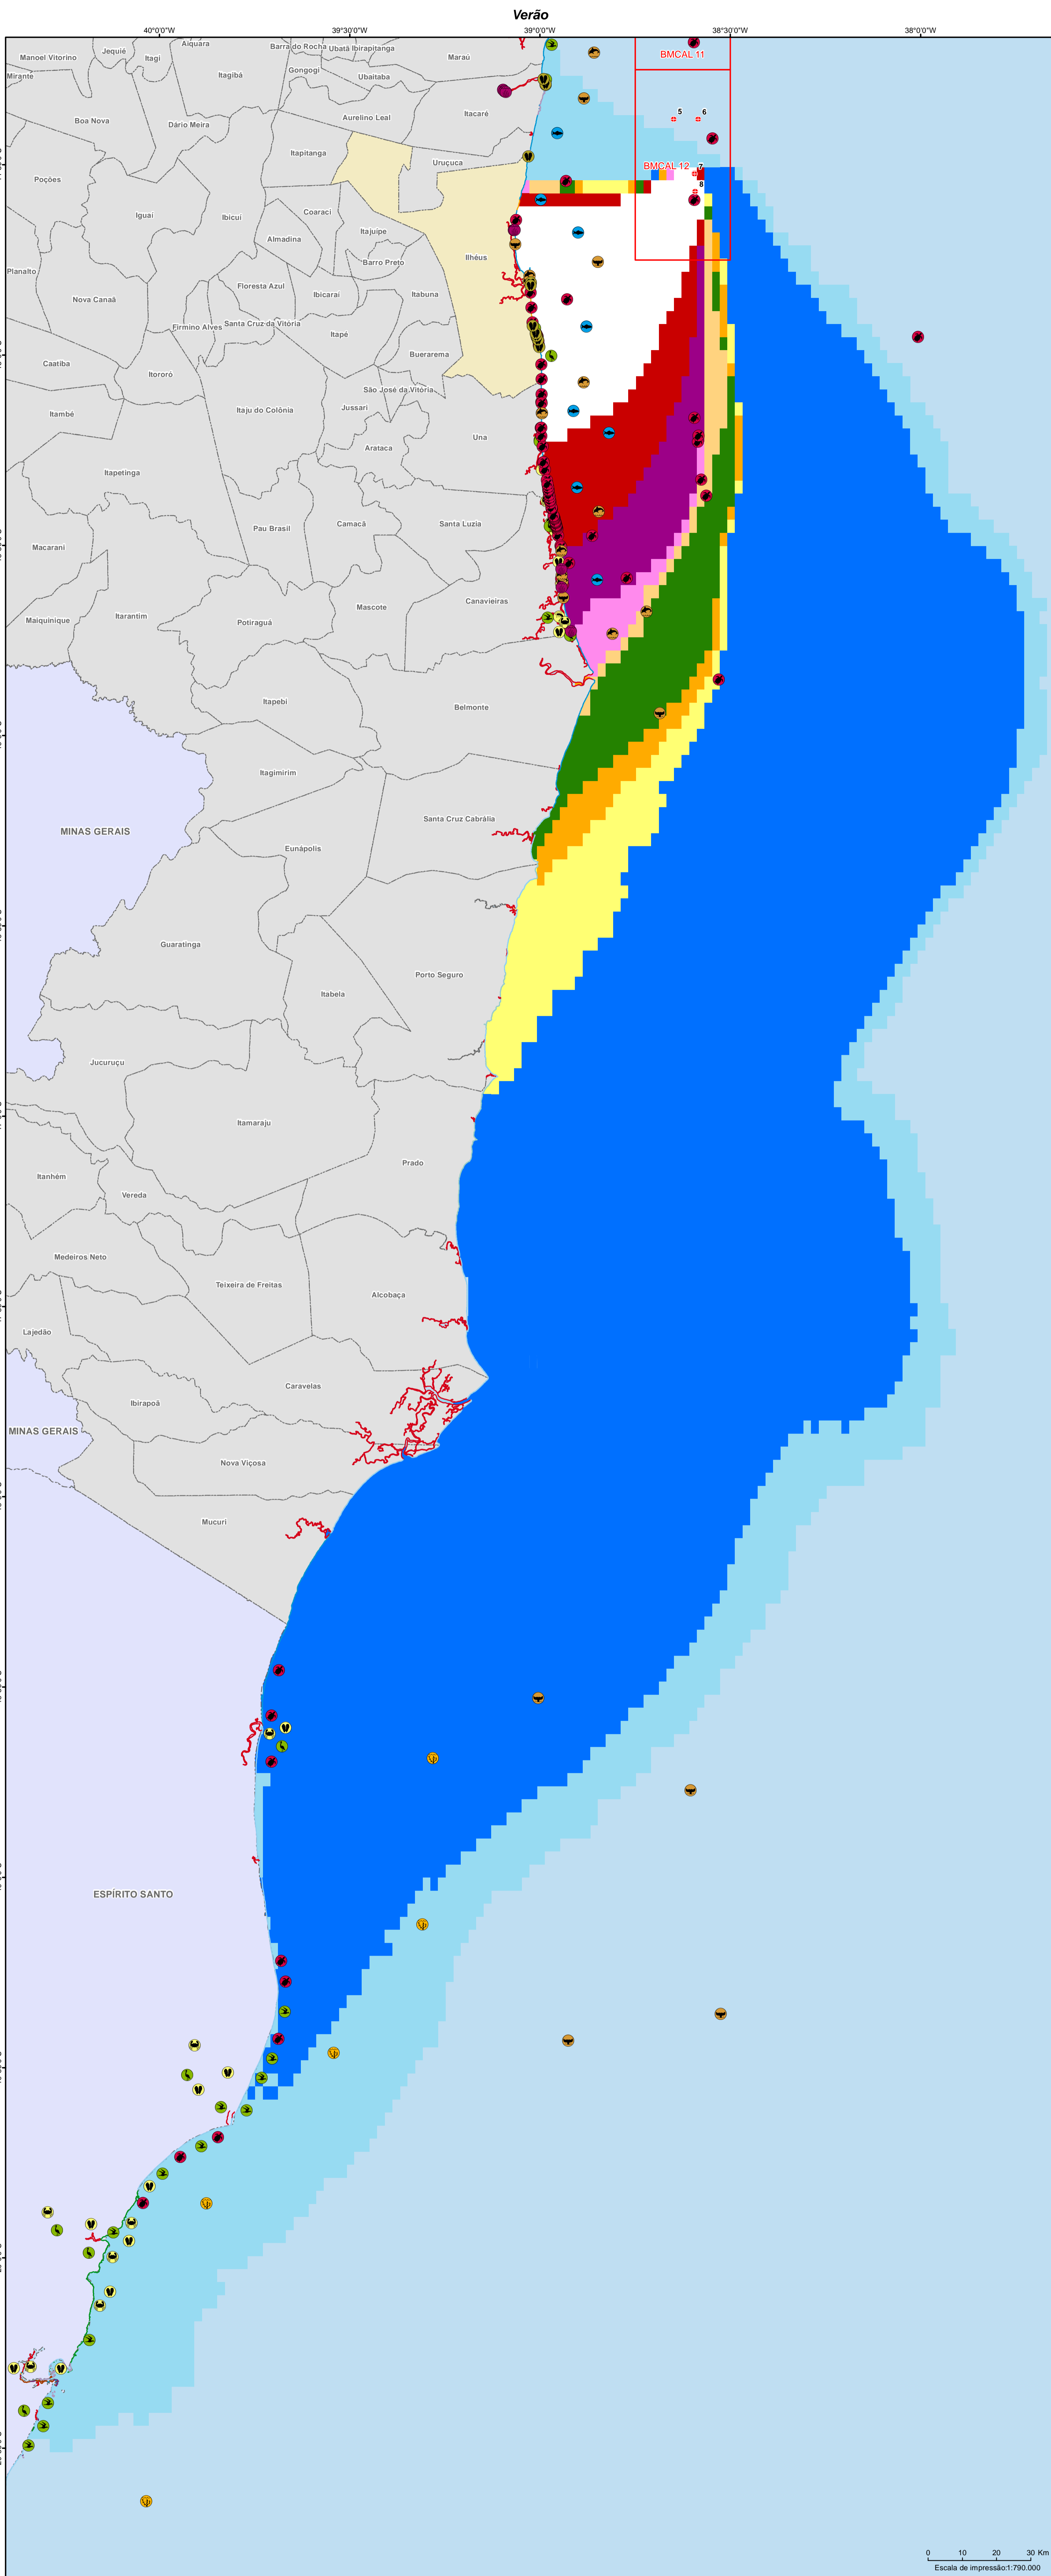 Verão
40°0'0"W
39°30'0"W
39°0'0"W
38°30'0"W
38°0'0"W
Jequié
Aiquara
Barra do Rocha
Ubatã
Ibirapitanga
Manoel Vitorino
Itagi
Maraú
Mirante
Itagibá
Gongogi
Ubaitaba
BMCAL 11
Boa Nova
Dário Meira
Aurelino Leal
Itacaré
5
6
Itapitanga
Uruçuca
BMCAL 12
7
Poções
8
Iguaí
Ibicuí
Coaraci
Itajuípe
Almadina
Barro Preto
Ilhéus
Planalto
Nova Canaã
Floresta Azul
Ibicaraí
Itabuna
Firmino Alves
Santa Cruz da Vitória
Itapé
Buerarema
Caatiba
Itororó
São José da Vitória
Itambé
Itaju do Colônia
Jussari
Una
Arataca
Itapetinga
Pau Brasil
Camacã
Santa Luzia
Macarani
Mascote
Canavieiras
Maiquinique
Itarantim
Potiraguá
Itapebi
Belmonte
Itagimirim
MINAS GERAIS
Santa Cruz Cabrália
Eunápolis
Guaratinga
Porto Seguro
Itabela
Jucuruçu
Itamaraju
Prado
Itanhém
Vereda
Medeiros Neto
Teixeira de Freitas
Alcobaça
Lajedão
Caravelas
Ibirapoã
MINAS GERAIS
Nova Viçosa
Mucuri
ESPÍRITO SANTO
0 10 20 30 Km
Escala de impressão:1:790.000